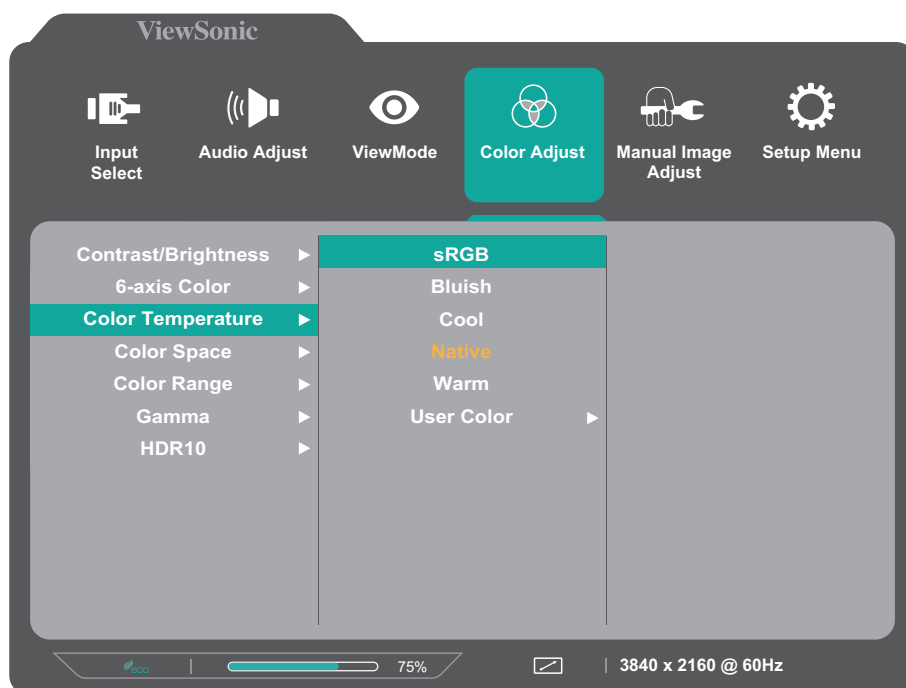 ViewSonic
Input Select
Audio Adjust
ViewMode
Color Adjust
Manual Image Adjust
Setup Menu
Contrast/Brightness
6-axis Color
Color Temperature
Color Space
Color Range
Gamma
HDR10
sRGB
Bluish
Cool
Native
Warm
User Color
eco
75%
3840 x 2160 @ 60Hz